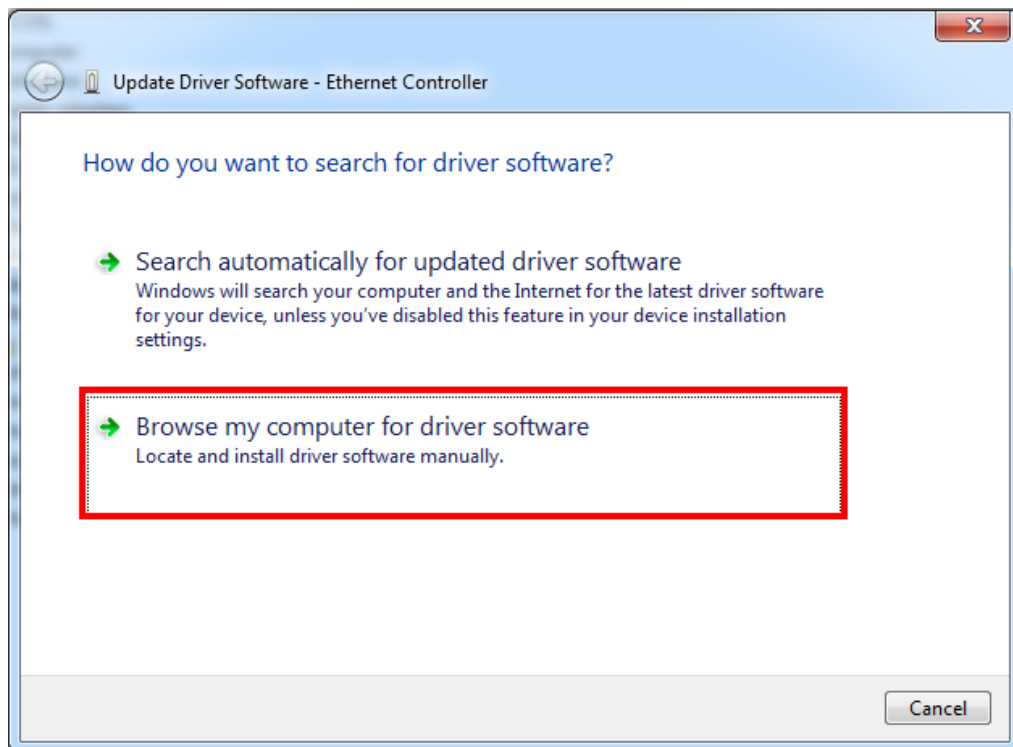 Update Driver Software - Ethernet Controller
How do you want to search for driver software?
Search automatically for updated driver software
Windows will search your computer and the Internet for the latest driver software
for your device, unless you've disabled this feature in your device installation
settings.
Browse my computer for driver software
Locate and install driver software manually.
Cancel